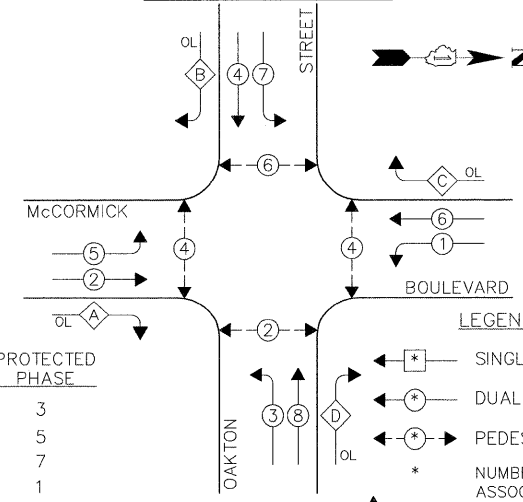 OL
B
4
7
STREET
6
C
OL
McCORMICK
5
2
4
4
6
1
A
OL
BOULEVARD
2
PROTECTED
PHASE
3
5
7
1
OAKTON
3
8
D
OL
LEGEN
* SINGL
* DUAL
* PEDES
* NUMBE
ASSOC